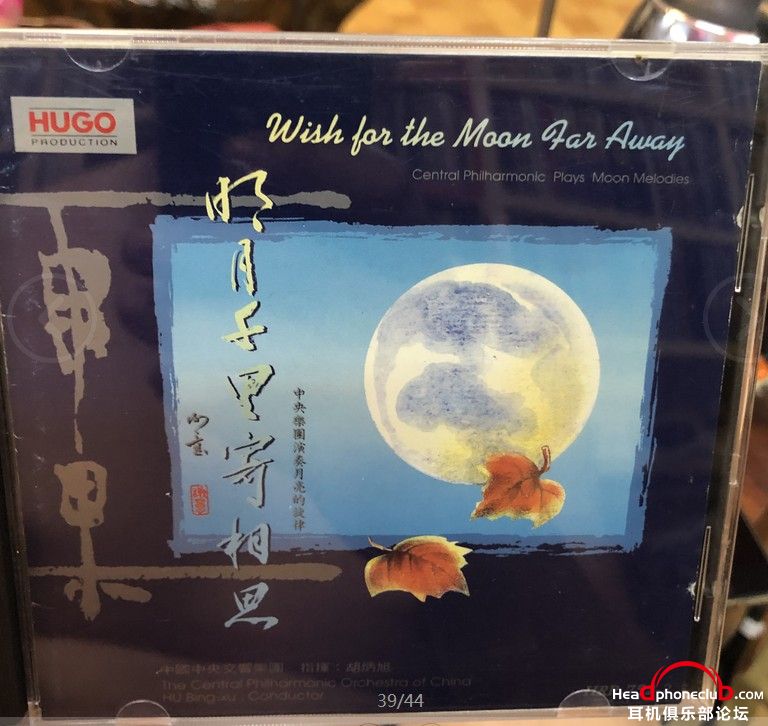 HUGO
PRODUCTION
Wish for the Moon Far Away
Central Philharmonic Plays Moon Melodies
明月千里寄相思
中央樂團演奏月亮的旋律
中國中央交響樂團 指揮：胡炳旭
The Central Philharmonic Orchestra of China
HU Bing-xu, Conductor
39/44
HeadphoneClub.com
耳机俱乐部论坛